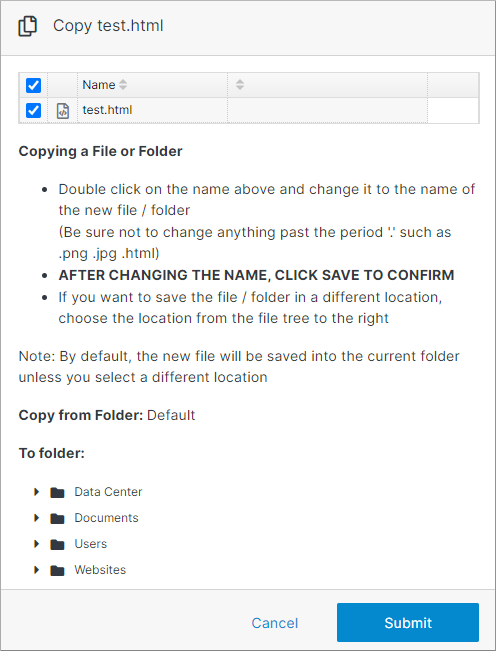 Copy test.html
Name
test.html
Copying a File or Folder
Double click on the name above and change it to the name of
the new file / folder
(Be sure not to change anything past the period '.' such as
.png .jpg .html)
AFTER CHANGING THE NAME, CLICK SAVE TO CONFIRM
If you want to save the file / folder in a different location,
choose the location from the file tree to the right
Note: By default, the new file will be saved into the current folder
unless you select a different location
Copy from Folder: Default
To folder:
Data Center
Documents
Users
Websites
Cancel
Submit